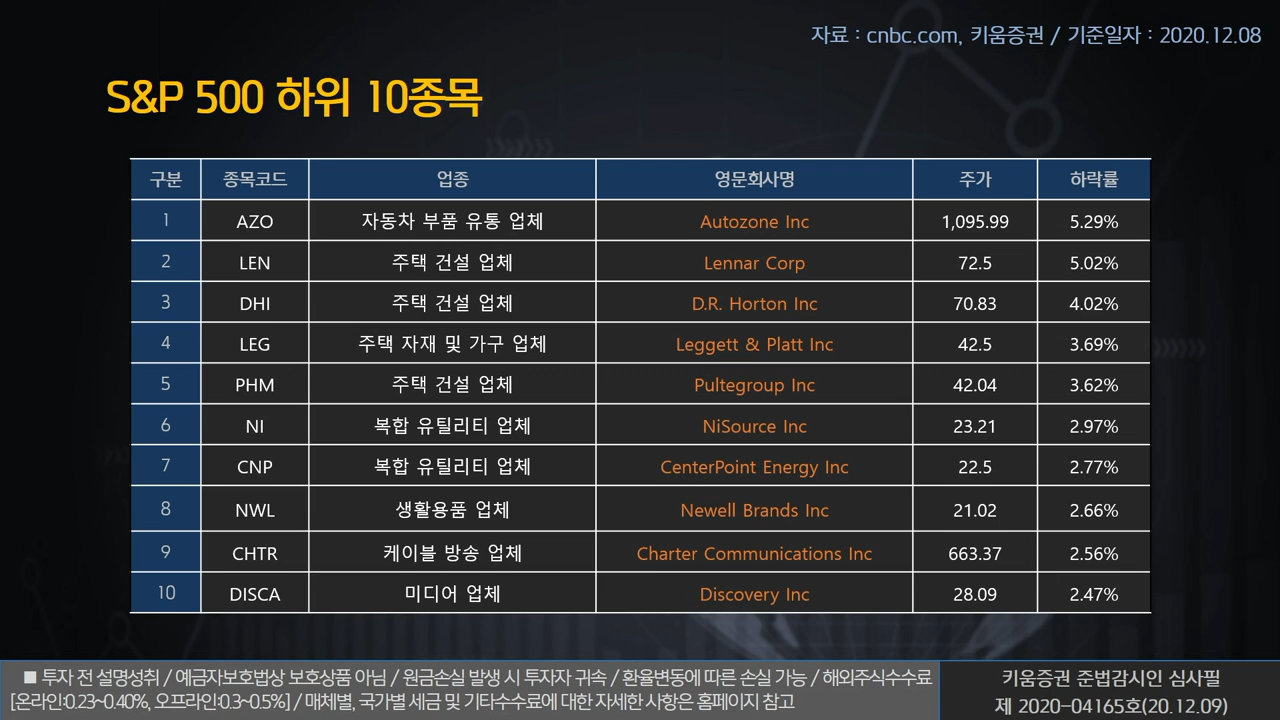 자료 : cnbc.com, 키움증권 / 기준일자 : 2020.12.08
S&P 500 하위 10종목
구분 종목코드 업종 영문회사명 주가 하락률
1 AZO 자동차 부품 유통 업체 Autozone Inc 1,095.99 5.29%
2 LEN 주택 건설 업체 Lennar Corp 72.5 5.02%
3 DHI 주택 건설 업체 D.R. Horton Inc 70.83 4.02%
4 LEG 주택 자재 및 가구 업체 Leggett & Platt Inc 42.5 3.69%
5 PHM 주택 건설 업체 Pultegroup Inc 42.04 3.62%
6 NI 복합 유틸리티 업체 NiSource Inc 23.21 2.97%
7 CNP 복합 유틸리티 업체 CenterPoint Energy Inc 22.5 2.77%
8 NWL 생활용품 업체 Newell Brands Inc 21.02 2.66%
9 CHTR 케이블 방송 업체 Charter Communications Inc 663.37 2.56%
10 DISCA 미디어 업체 Discovery Inc 28.09 2.47%
■ 투자 전 설명성취 / 예금자보호법상 보호상품 아님 / 원금손실 발생 시 투자자 귀속 / 환율변동에 따른 손실 가능 / 해외주식수수료
[온라인:0.23~0.40%, 오프라인:0.3~0.5%] / 매체별, 국가별 세금 및 기타수수료에 대한 자세한 사항은 홈페이지 참고
키움증권 준법감시인 심사필
제 2020-04165호(20.12.09)